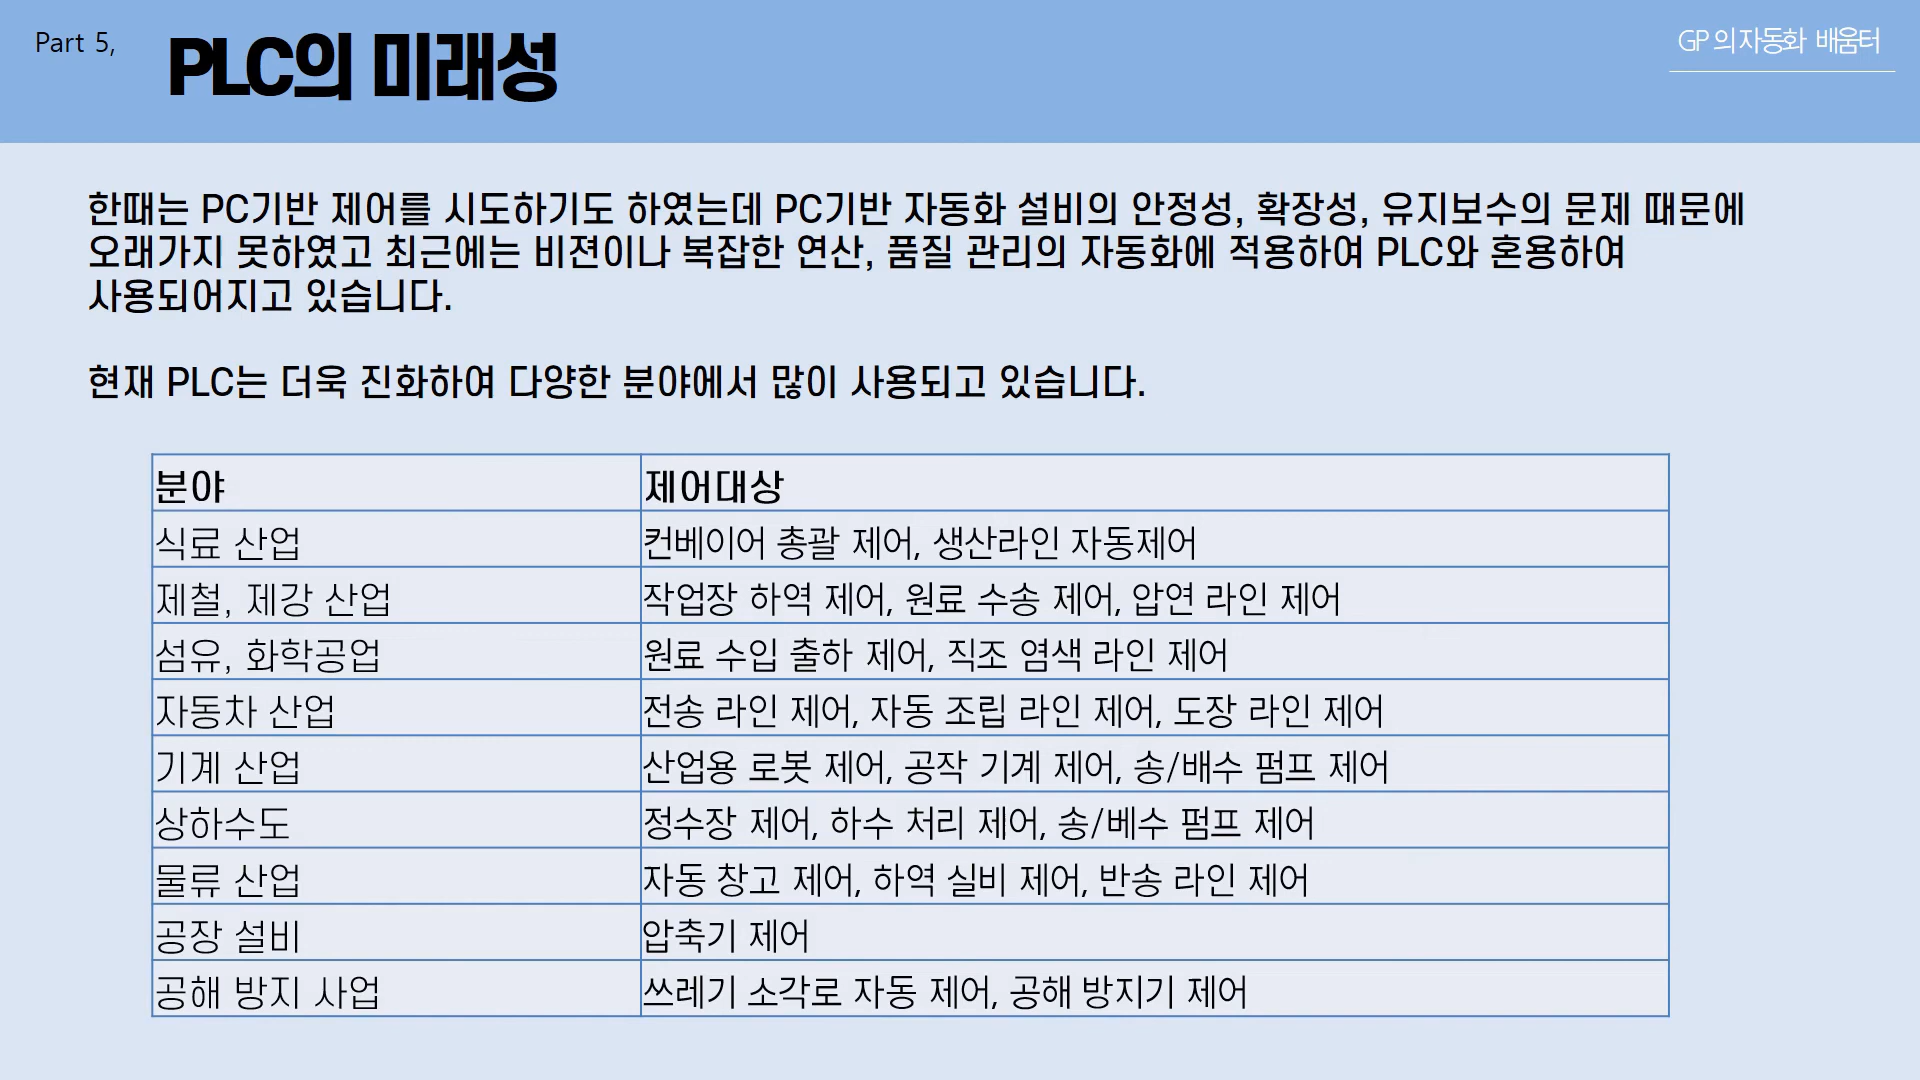 Part 5,
PLC의 미래성
GP의자동화 배움터
한때는 PC기반 제어를 시도하기도 하였는데 PC기반 자동화 설비의 안정성, 확장성, 유지보수의 문제 때문에
오래가지 못하였고 최근에는 비젼이나 복잡한 연산, 품질 관리의 자동화에 적용하여 PLC와 혼용하여
사용되어지고 있습니다.
현재 PLC는 더욱 진화하여 다양한 분야에서 많이 사용되고 있습니다.
분야 제어대상
식료 산업 컨베이어 총괄 제어, 생산라인 자동제어
제철, 제강 산업 작업장 하역 제어, 원료 수송 제어, 압연 라인 제어
섬유, 화학공업 원료 수입 출하 제어, 직조 염색 라인 제어
자동차 산업 전송 라인 제어, 자동 조립 라인 제어, 도장 라인 제어
기계 산업 산업용 로봇 제어, 공작 기계 제어, 송/배수 펌프 제어
상하수도 정수장 제어, 하수 처리 제어, 송/베수 펌프 제어
물류 산업 자동 창고 제어, 하역 실비 제어, 반송 라인 제어
공장 설비 압축기 제어
공해 방지 사업 쓰레기 소각로 자동 제어, 공해 방지기 제어